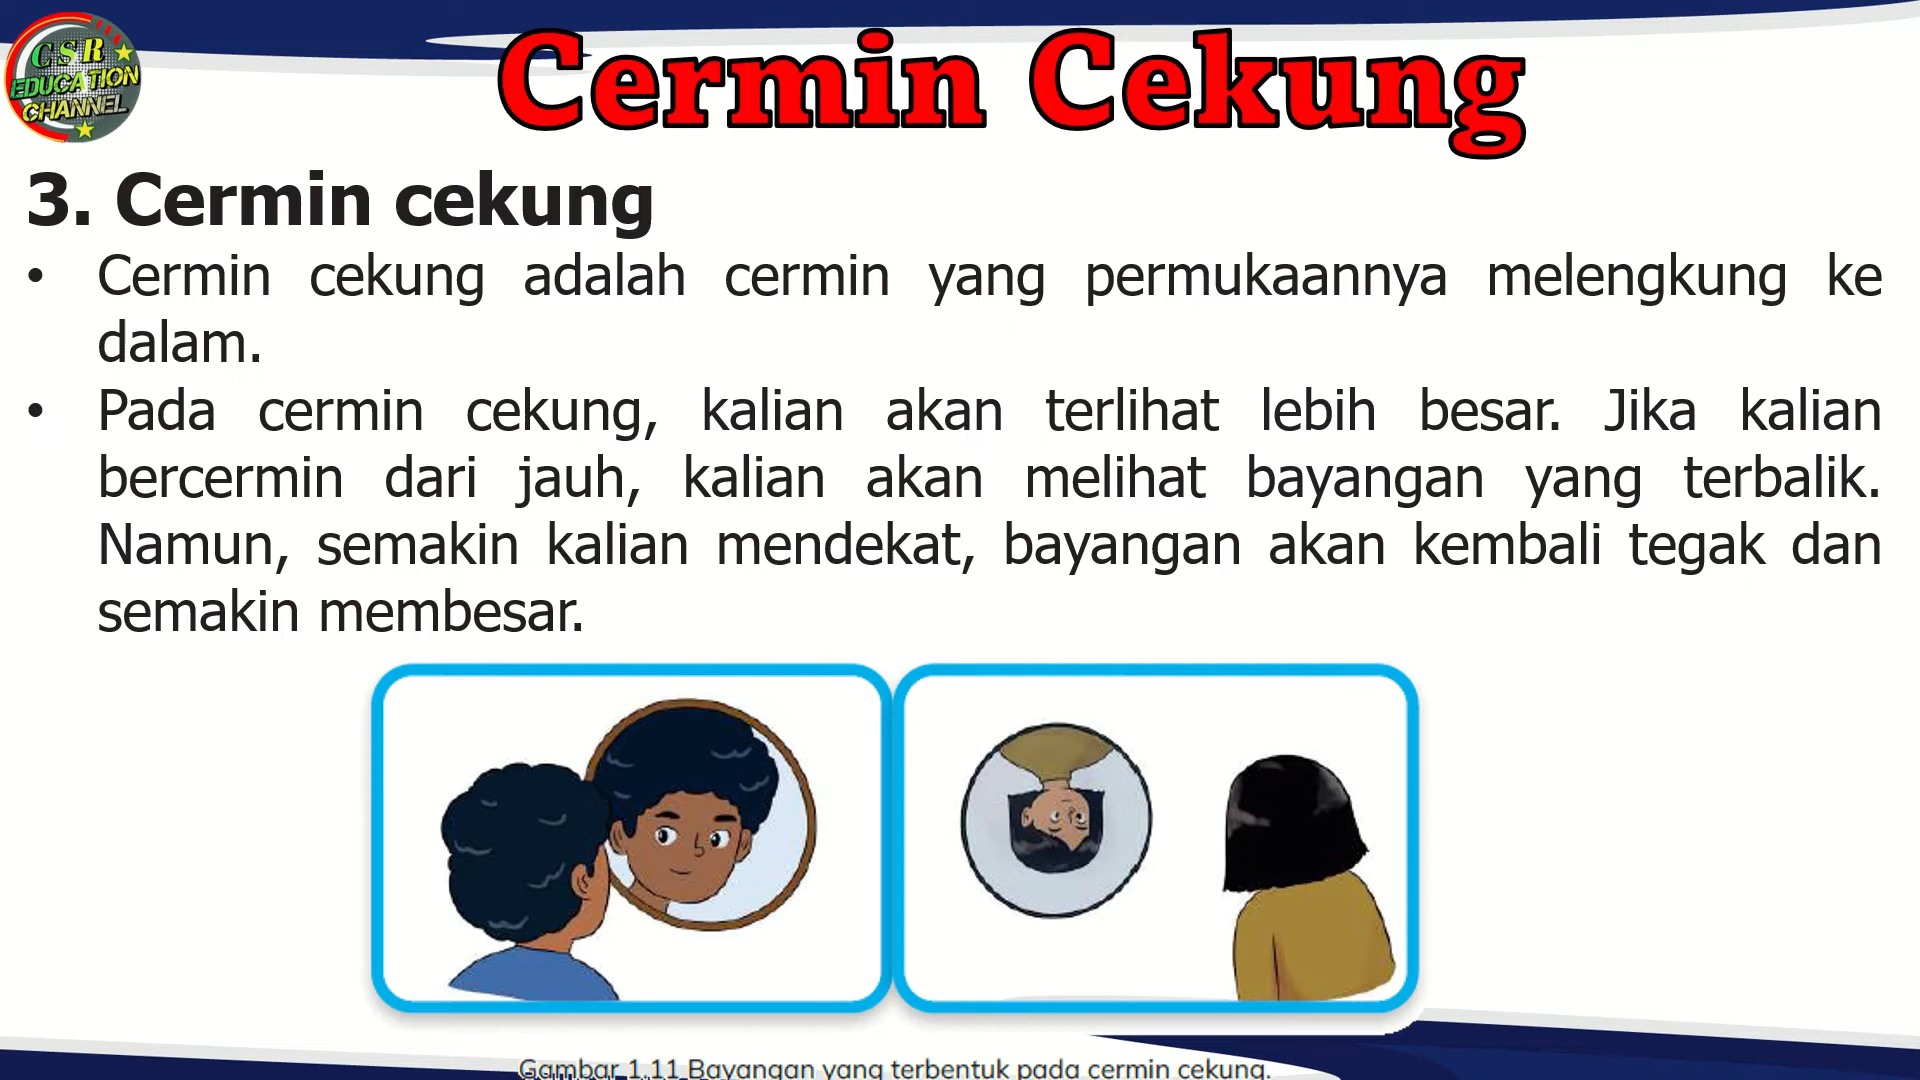 CSR
EDUCATION
CHANNEL
Cermin Cekung
3. Cermin cekung
• Cermin cekung adalah cermin yang permukaannya melengkung ke
dalam.
• Pada cermin cekung, kalian akan terlihat lebih besar. Jika kalian
bercermin dari jauh, kalian akan melihat bayangan yang terbalik.
Namun, semakin kalian mendekat, bayangan akan kembali tegak dan
semakin membesar.
Gambar 1.11 Bayangan yang terbentuk pada cermin cekung.